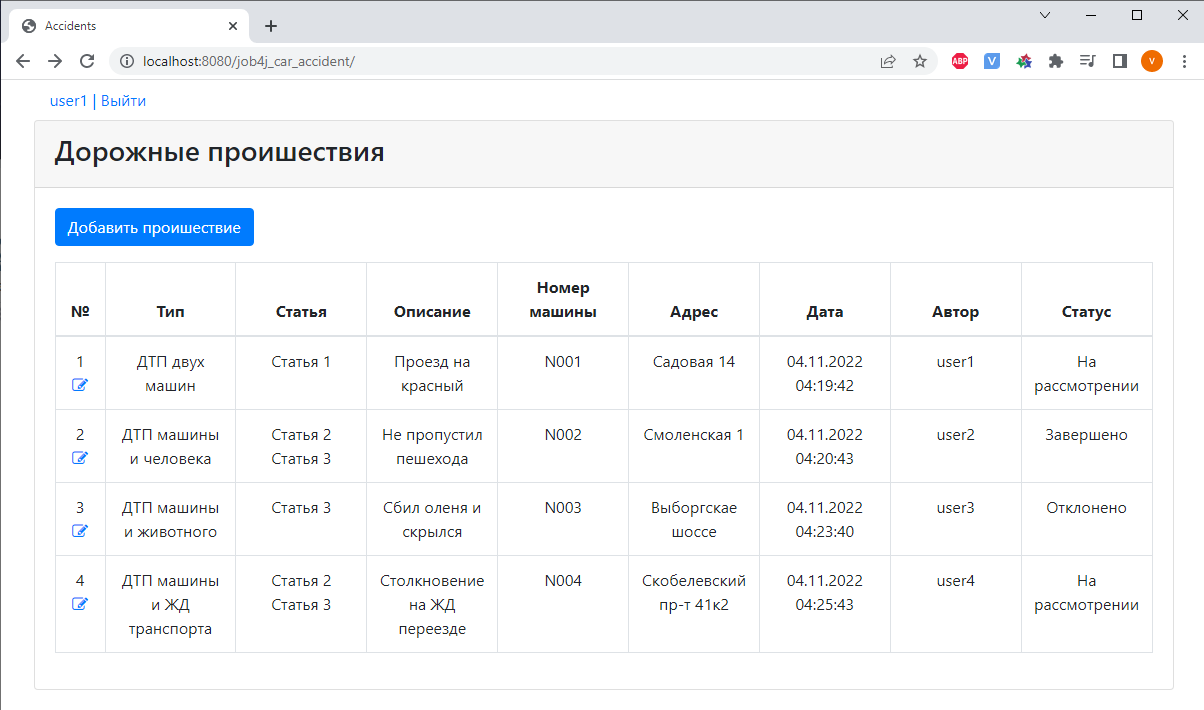 Accidents
localhost:8080/job4j_car_accident/
ABP
V
V
user1 | Выйти
Дорожные проишествия
Добавить проишествие
№ Тип Статья Описание Номер машины Адрес Дата Автор Статус
1 ДТП двух Статья 1 Проезд на N001 Садовая 14 04.11.2022 user1 На
машин красный 04:19:42 рассмотрении
2 ДТП машины Статья 2 Не пропустил N002 Смоленская 1 04.11.2022 user2 Завершено
и человека Статья 3 пешехода 04:20:43
3 ДТП машины Статья 3 Сбил оленя и N003 Выборгскае 04.11.2022 user3 Отклонено
и животного скрылся шоссе 04:23:40
4 ДТП машины Статья 2 Столкновение N004 Скобелевский 04.11.2022 user4 На
и ЖД Статья 3 на ЖД пр-т 41к2 04:25:43 рассмотрении
транспорта переезде